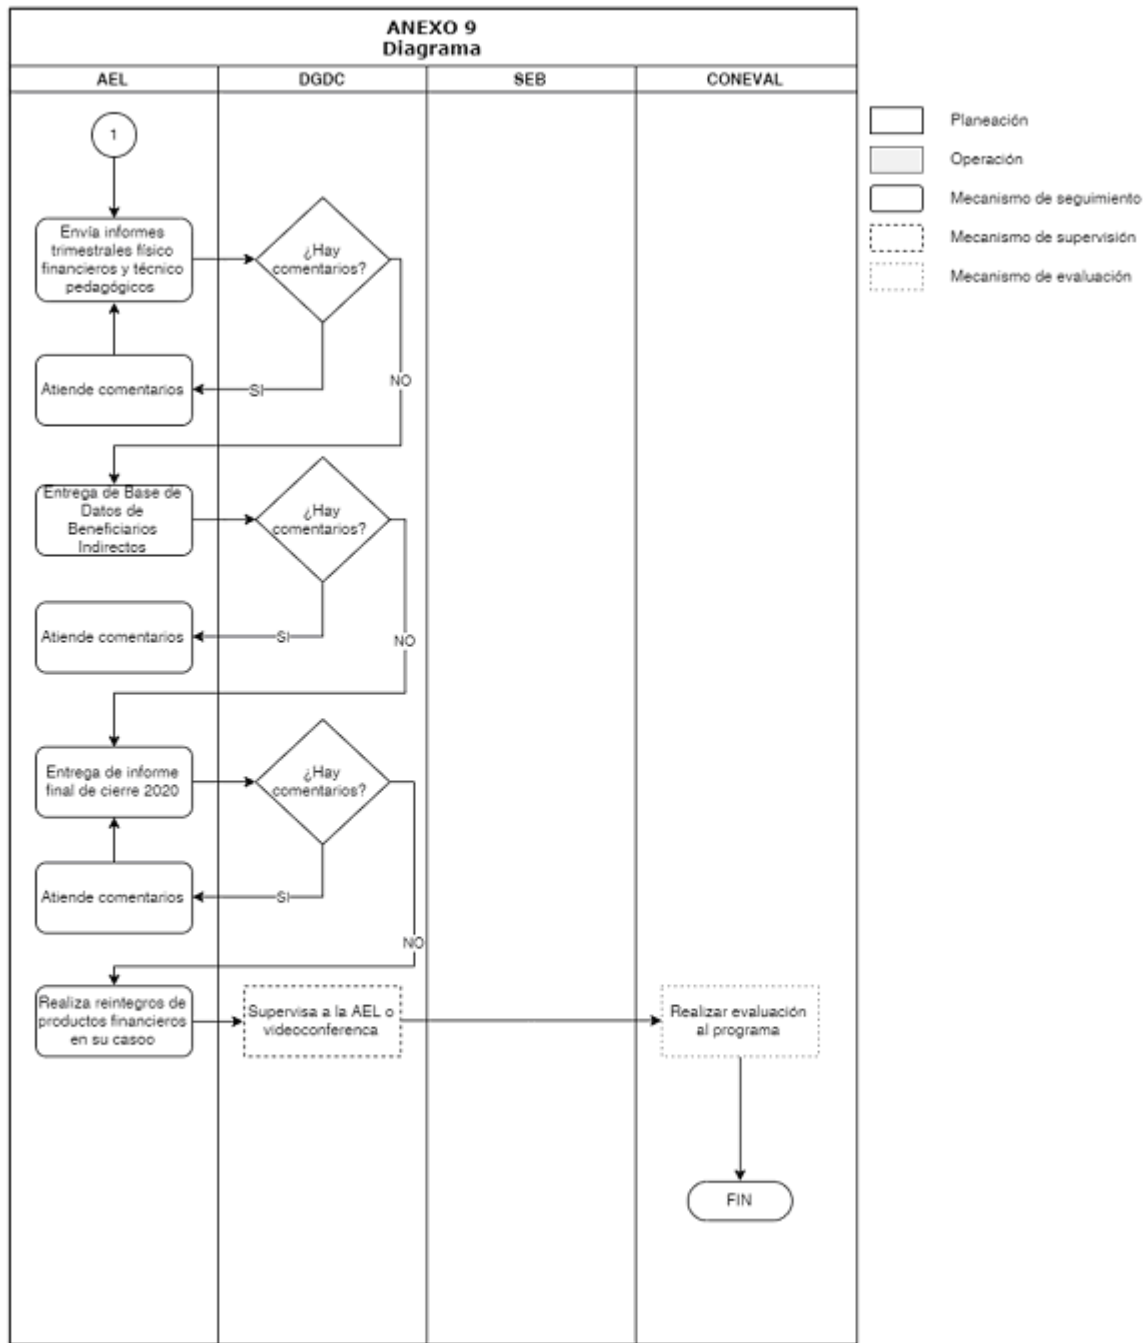 ANEXO 9
Diagrama
AEL
DGDC
SEB
CONEVAL
1
Envía informes
trimestrales físico
financieros y técnico
pedagógicos
¿Hay
comentarios?
Atiende comentarios
SI
NO
Entrega de Base de
Datos de
Beneficiarios
Indirectos
¿Hay
comentarios?
Atiende comentarios
SI
NO
Entrega de informe
final de cierre 2020
¿Hay
comentarios?
Atiende comentarios
SI
NO
Realiza reintegros de
productos financieros
en su casoo
Supervisa a la AEL o
videoconferenca
Realizar evaluación
al programa
FIN
Planeación
Operación
Mecanismo de seguimiento
Mecanismo de supervisión
Mecanismo de evaluación